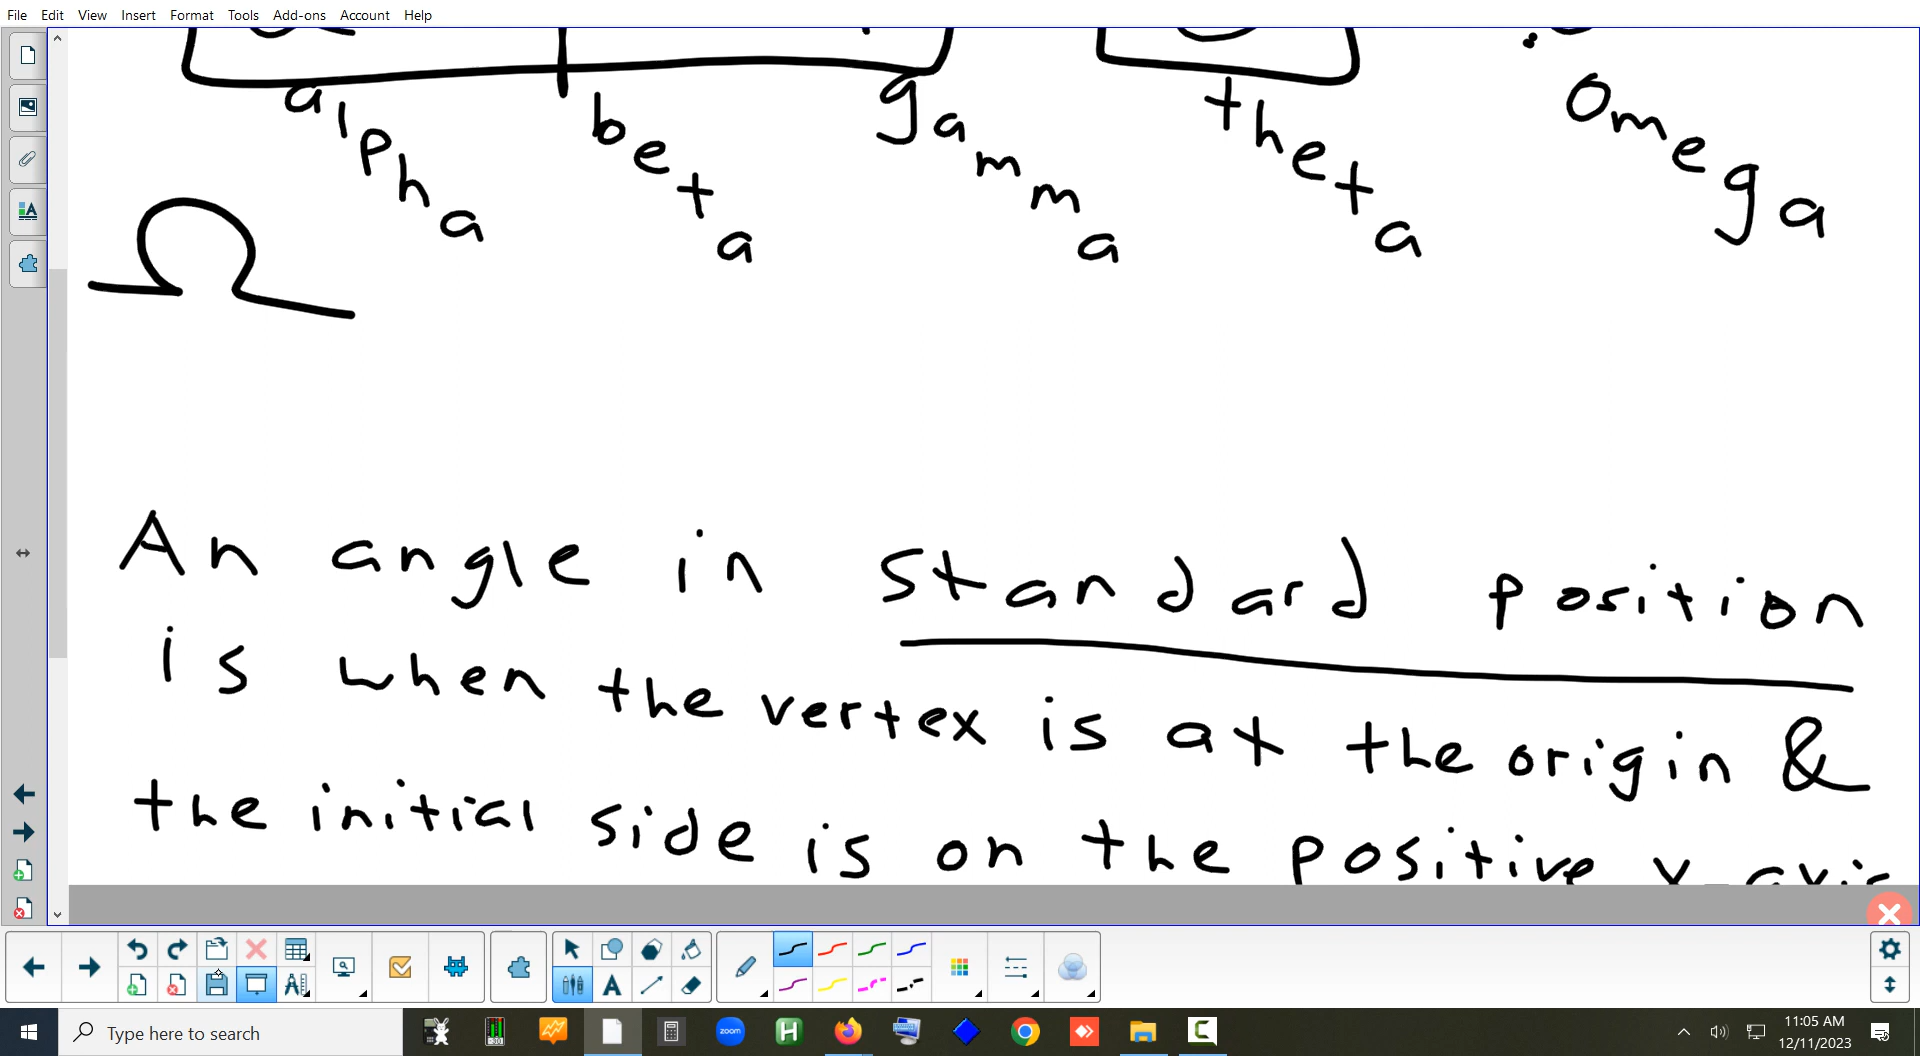 File Edit View Insert Format Tools Add-ons Account Help
alpha beta gamma theta omega
Ω
An angle in standard position
is when the vertex is at the origin &
the initial side is on the positive x-axis
A
zoom
H
C
Type here to search
11:05 AM
12/11/2023